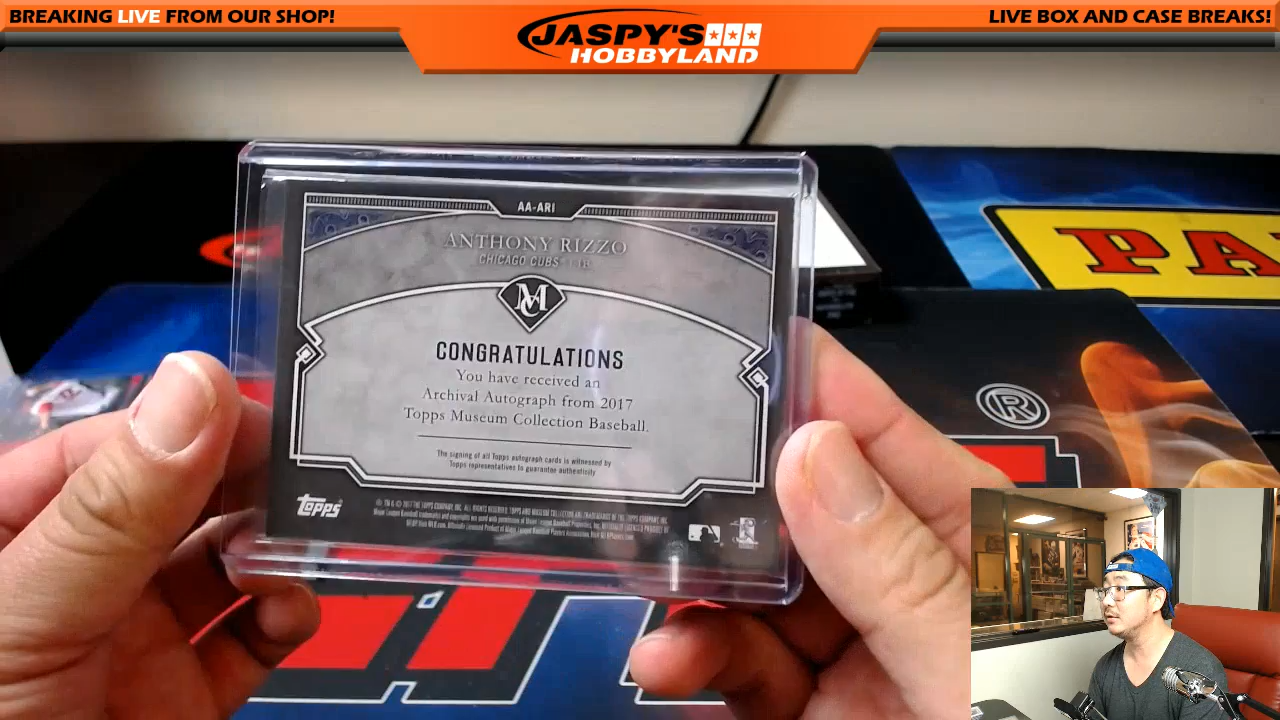 BREAKING LIVE FROM OUR SHOP!
JASPY'S
HOBBYLAND
LIVE BOX AND CASE BREAKS!
AA-ARI
ANTHONY RIZZO
CHICAGO CUBS® | 1B
MC
CONGRATULATIONS
You have received an
Archival Autograph from 2017
Topps Museum Collection Baseball.
The signing of all Topps autograph cards is witnessed by
Topps representatives to guarantee authenticity
Topps
PA
®